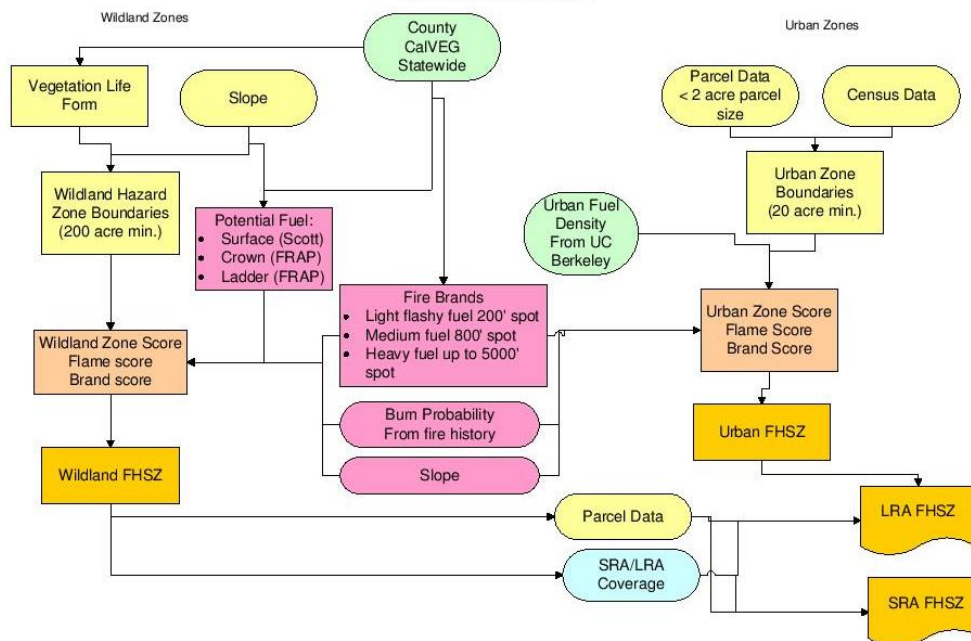 Wildland Zones
Urban Zones
County
CalVEG
Statewide
Vegetation Life
Form
Slope
Parcel Data
< 2 acre parcel
size
Census Data
Wildland Hazard
Zone Boundaries
(200 acre min.)
Urban Zone
Boundaries
(20 acre min.)
Potential Fuel:
• Surface (Scott)
• Crown (FRAP)
• Ladder (FRAP)
Urban Fuel
Density
From UC
Berkeley
Fire Brands
• Light flashy fuel 200' spot
• Medium fuel 800' spot
• Heavy fuel up to 5000'
spot
Wildland Zone Score
Flame score
Brand score
Urban Zone Score
Flame Score
Brand Score
Burn Probability
From fire history
Urban FHSZ
Wildland FHSZ
Slope
Parcel Data
LRA FHSZ
SRA/LRA
Coverage
SRA FHSZ